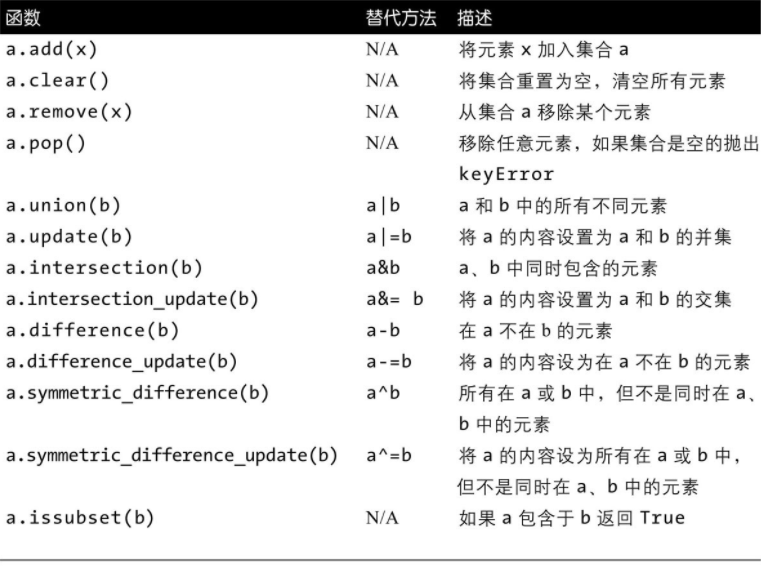 函数 替代方法 描述
a.add(x) N/A 将元素 x 加入集合 a
a.clear() N/A 将集合重置为空，清空所有元素
a.remove(x) N/A 从集合 a 移除某个元素
a.pop() N/A 移除任意元素，如果集合是空的抛出
keyError
a.union(b) a|b a 和 b 中的所有不同元素
a.update(b) a|=b 将 a 的内容设置为 a 和 b 的并集
a.intersection(b) a&b a、b 中同时包含的元素
a.intersection_update(b) a&= b 将 a 的内容设置为 a 和 b 的交集
a.difference(b) a-b 在 a 不在 b 的元素
a.difference_update(b) a-=b 将 a 的内容设为在 a 不在 b 的元素
a.symmetric_difference(b) a^b 所有在 a 或 b 中，但不是同时在 a、
b 中的元素
a.symmetric_difference_update(b) a^=b 将 a 的内容设为所有在 a 或 b 中，
但不是同时在 a、b 中的元素
a.issubset(b) N/A 如果 a 包含于 b 返回 True